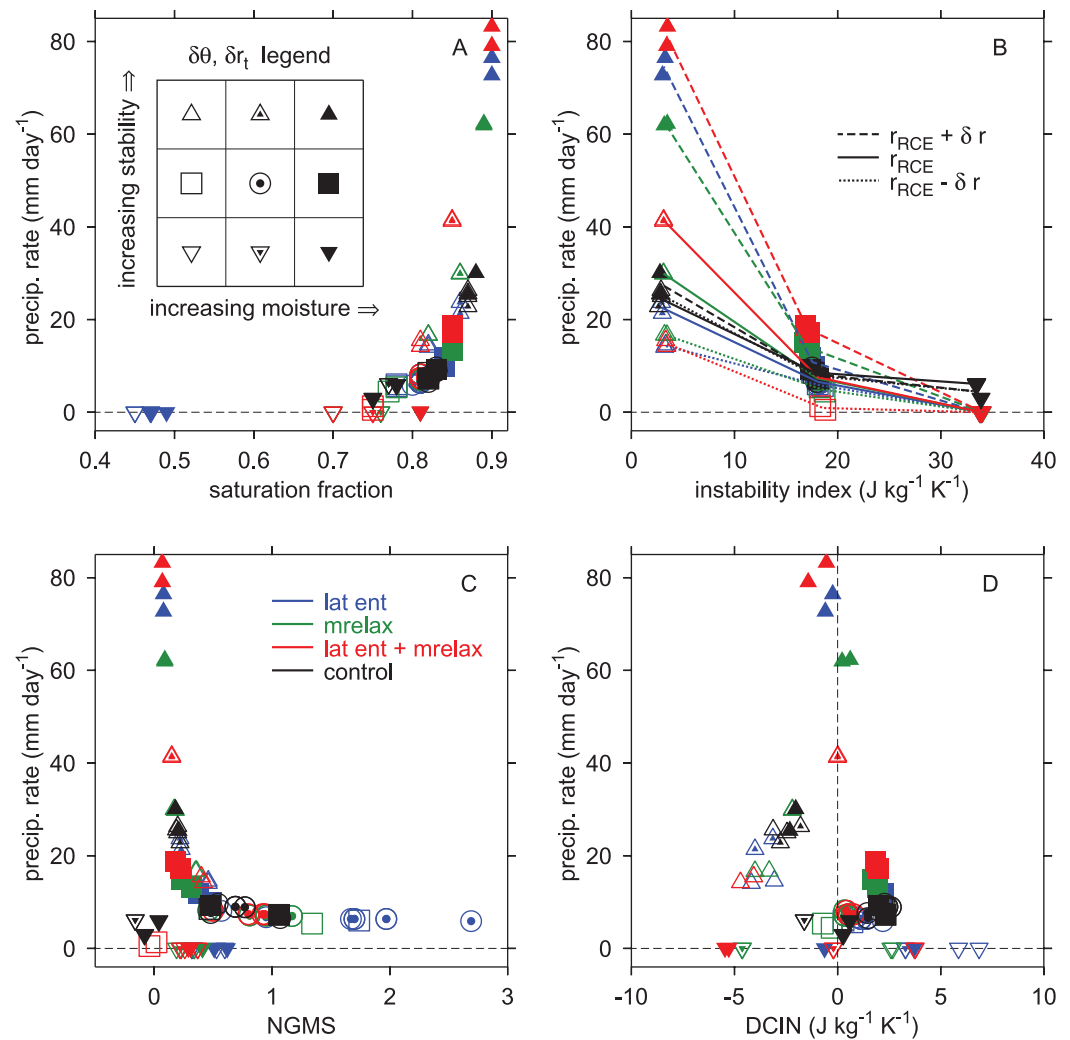 A
δθ, δr_t legend
increasing stability ⇒
increasing moisture ⇒
precip. rate (mm day⁻¹)
80
60
40
20
0
0.4 0.5 0.6 0.7 0.8 0.9
saturation fraction
B
r_RCE + δ r
r_RCE
r_RCE - δ r
precip. rate (mm day⁻¹)
80
60
40
20
0
0 10 20 30 40
instability index (J kg⁻¹ K⁻¹)
C
lat ent
mrelax
lat ent + mrelax
control
precip. rate (mm day⁻¹)
80
60
40
20
0
0 1 2 3
NGMS
D
precip. rate (mm day⁻¹)
80
60
40
20
0
-10 -5 0 5 10
DCIN (J kg⁻¹ K⁻¹)